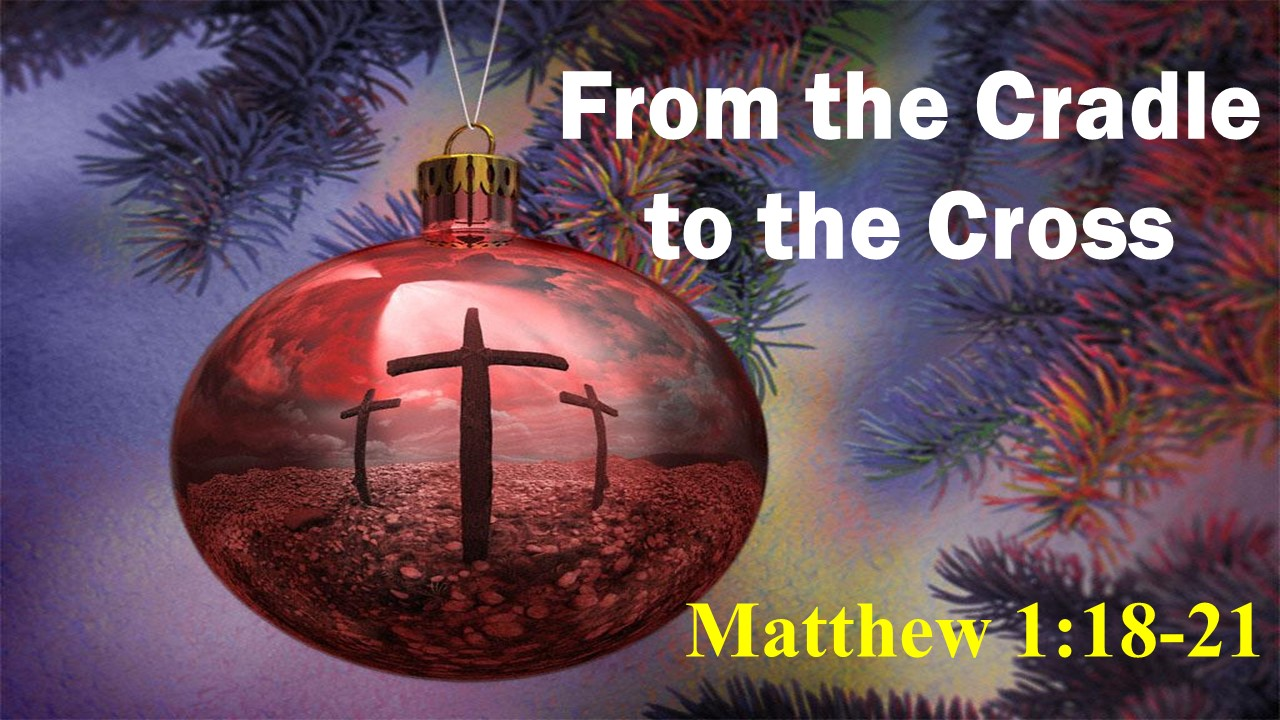 From the Cradle
to the Cross
Matthew 1:18-21